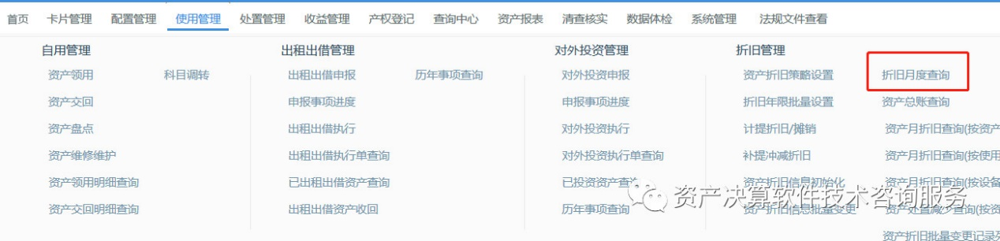 首页 卡片管理 配置管理 使用管理 处置管理 收益管理 产权登记 查询中心 资产报表 清查核实 数据体检 系统管理 法规文件查看
自用管理 出租出借管理 对外投资管理 折旧管理
资产领用 科目调转 出租出借申报 历年事项查询 对外投资申报 资产折旧策略设置 折旧月度查询
资产交回 申报事项进度 申报事项进度 折旧年限批量设置 资产总账查询
资产盘点 出租出借执行 对外投资执行 计提折旧/摊销 资产月折旧查询(按资产
资产维修维护 出租出借执行单查询 对外投资执行单查询 补提冲减折旧 资产月折旧查询(按使用
资产领用明细查询 已出租出借资产查询 已投资资产查询 资产折旧信息初始化 资产月折旧查询(按设备
资产决算软件技术咨询服务
资产交回明细查询 出租出借资产收回 历年事项查询 资产折旧信息批量变更 资产处置减少查询(按资
资产折旧批量变更记录